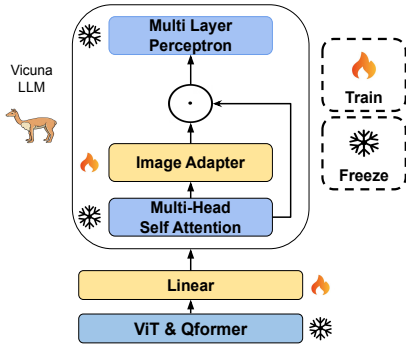 Multi Layer
Perceptron
Vicuna
LLM
Train
Image Adapter
Freeze
Multi-Head
Self Attention
Linear
ViT & Qformer